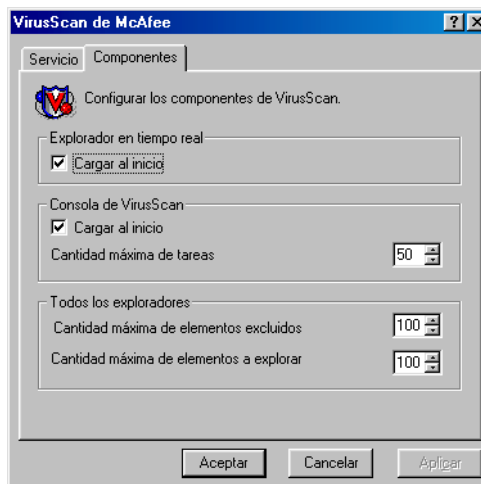 VirusScan de McAfee
Servicio
Componentes
Configurar los componentes de VirusScan.
Explorador en tiempo real
Cargar al inicio
Consola de VirusScan
Cargar al inicio
Cantidad máxima de tareas 50
Todos los exploradores
Cantidad máxima de elementos excluidos 100
Cantidad máxima de elementos a explorar 100
Aceptar
Cancelar
Aplicar